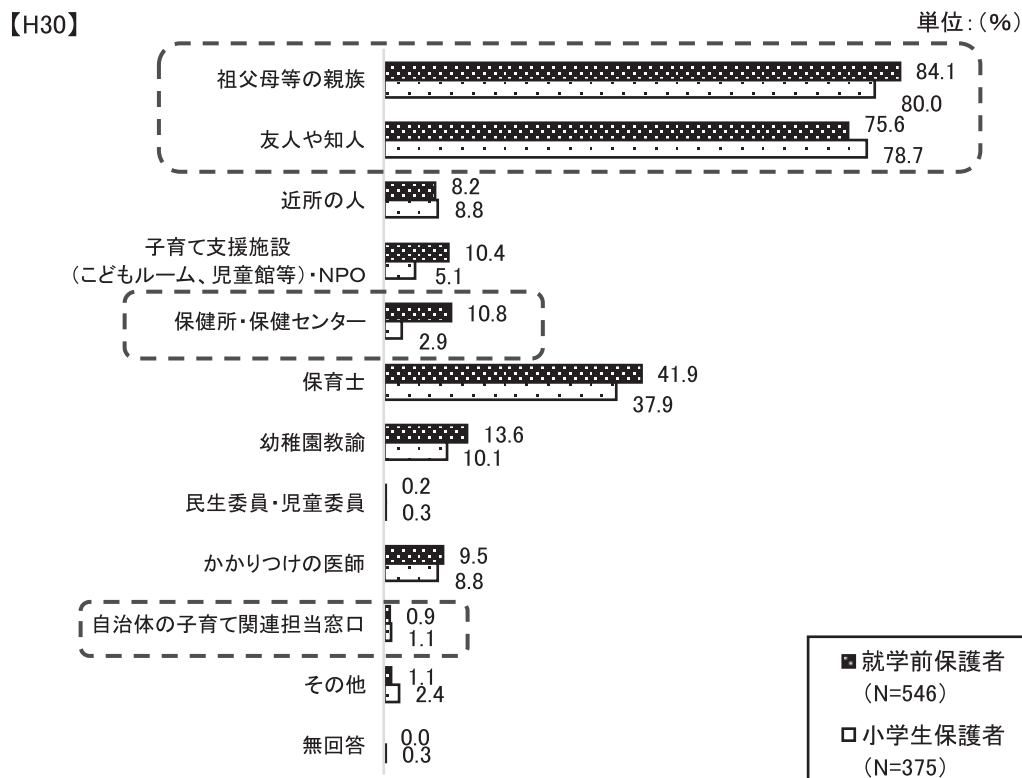 【H30】
単位：（%）
祖父母等の親族
84.1
80.0
友人や知人
75.6
78.7
近所の人
8.2
8.8
子育て支援施設
（こどもルーム、児童館等）・NPO
10.4
5.1
保健所・保健センター
10.8
2.9
保育士
41.9
37.9
幼稚園教諭
13.6
10.1
民生委員・児童委員
0.2
0.3
かかりつけの医師
9.5
8.8
自治体の子育て関連担当窓口
0.9
1.1
その他
1.1
2.4
無回答
0.0
0.3
就学前保護者
（N=546）
小学生保護者
（N=375）